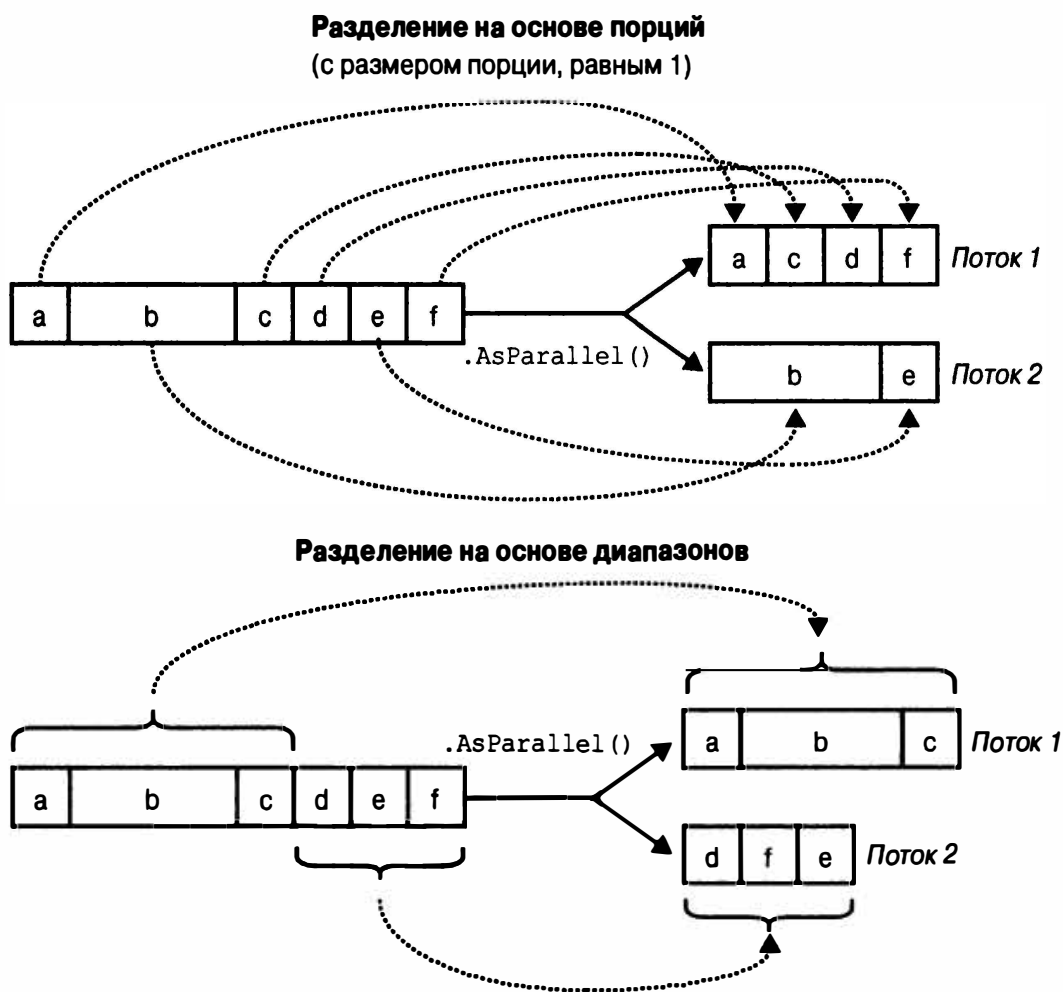 Разделение на основе порций
(с размером порции, равным 1)
a c d f Поток 1
a b c d e f
.AsParallel()
b e Поток 2
Разделение на основе диапазонов
.AsParallel()
a b c Поток 1
a b c d e f
d f e Поток 2